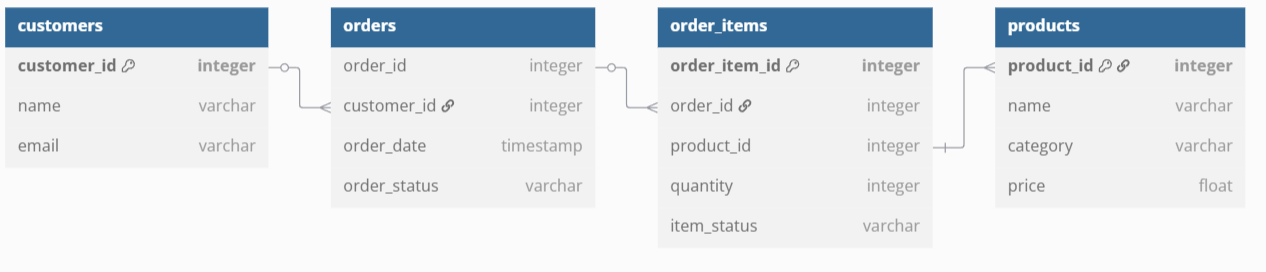 customers
customer_id integer
name varchar
email varchar
orders
order_id integer
customer_id integer
order_date timestamp
order_status varchar
order_items
order_item_id integer
order_id integer
product_id integer
quantity integer
item_status varchar
products
product_id integer
name varchar
category varchar
price float